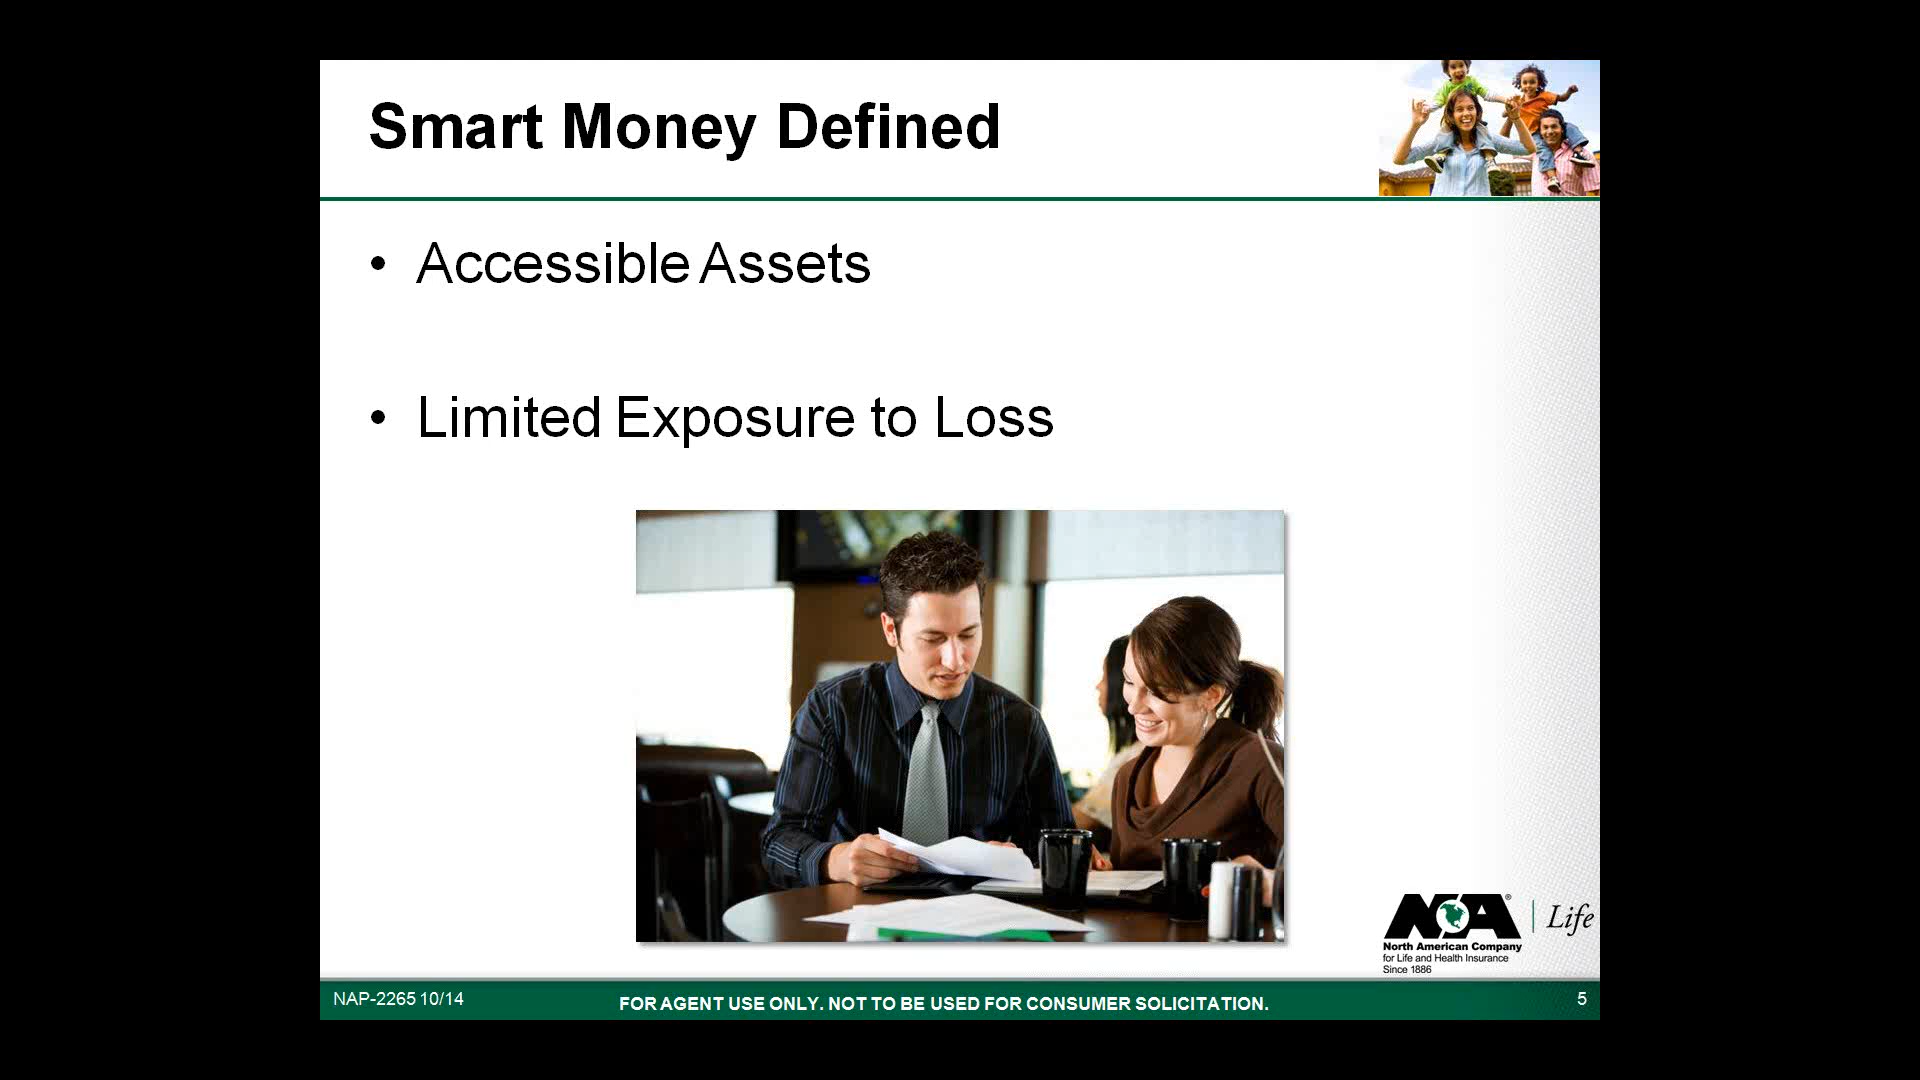 Smart Money Defined
• Accessible Assets
• Limited Exposure to Loss
NA®
Life
North American Company
for Life and Health Insurance
Since 1886
NAP-2265 10/14
FOR AGENT USE ONLY. NOT TO BE USED FOR CONSUMER SOLICITATION.
5